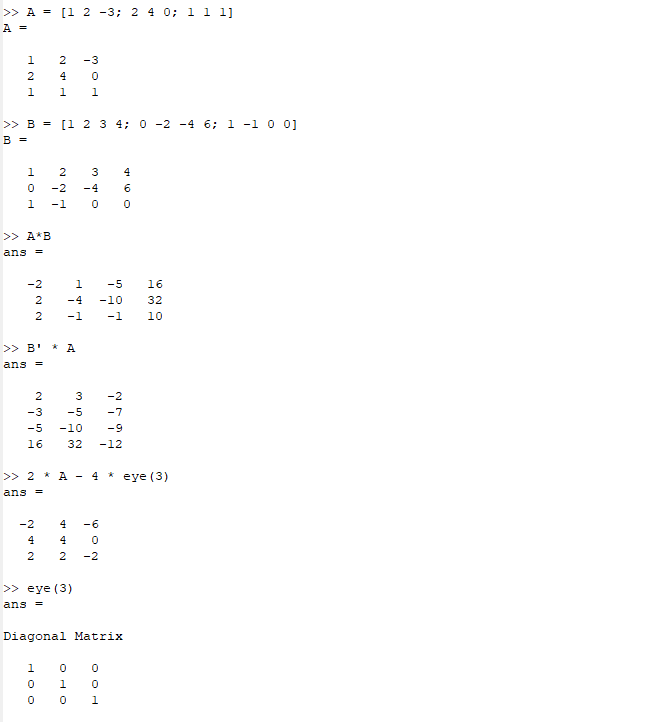 >> A = [1 2 -3; 2 4 0; 1 1 1]
A =
1 2 -3
2 4 0
1 1 1
>> B = [1 2 3 4; 0 -2 -4 6; 1 -1 0 0]
B =
1 2 3 4
0 -2 -4 6
1 -1 0 0
>> A*B
ans =
-2 1 -5 16
2 -4 -10 32
2 -1 -1 10
>> B' * A
ans =
2 3 -2
-3 -5 -7
-5 -10 -9
16 32 -12
>> 2 * A - 4 * eye(3)
ans =
-2 4 -6
4 4 0
2 2 -2
>> eye(3)
ans =
Diagonal Matrix
1 0 0
0 1 0
0 0 1